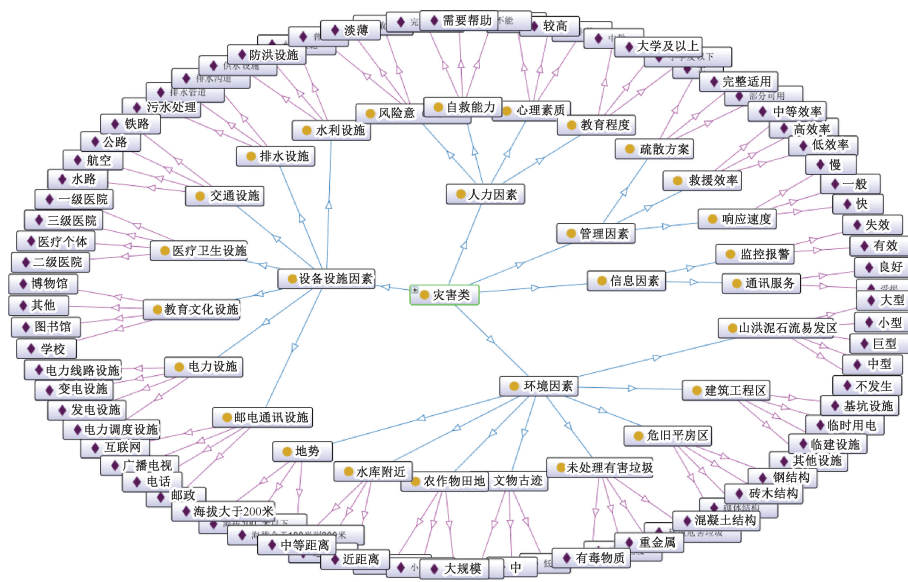 需要帮助
淡薄
较高
大学及以上
防洪设施
供水设施
完整适用
排水沟道
部分可用
排水管道
中等效率
污水处理
风险意
自救能力
心理素质
铁路
水利设施
教育程度
高效率
公路
疏散方案
低效率
航空
排水设施
慢
水路
救援效率
一般
一级医院
交通设施
人力因素
快
三级医院
响应速度
失效
医疗个体
医疗卫生设施
管理因素
有效
二级医院
监控报警
良好
博物馆
设备设施因素
信息因素
通讯服务
受损
其他
灾害类
大型
教育文化设施
图书馆
山洪泥石流易发区
小型
学校
巨型
电力线路设施
电力设施
中型
变电设施
环境因素
不发生
发电设施
建筑工程区
基坑设施
电力调度设施
邮电通讯设施
临时用电
互联网
地势
危旧平房区
临建设施
广播电视
其他设施
电话
水库附近
农作物田地
文物古迹
未处理有害垃圾
钢结构
邮政
砖木结构
海拔大于200米
混凝土结构
中等距离
重金属
近距离
大规模
中
有毒物质